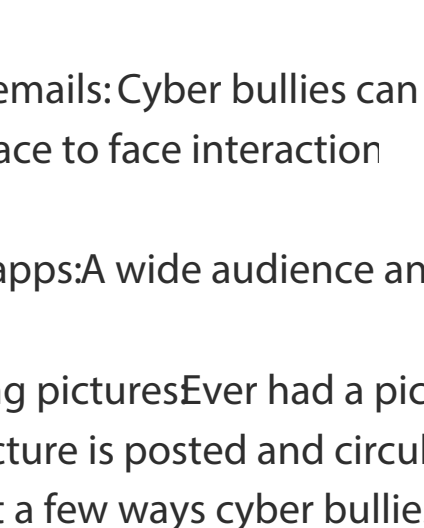 emails: Cyber bullies can
ace to face interaction
apps:A wide audience an
g pictures:Ever had a pic
cture is posted and circul
t a few ways cyber bullie